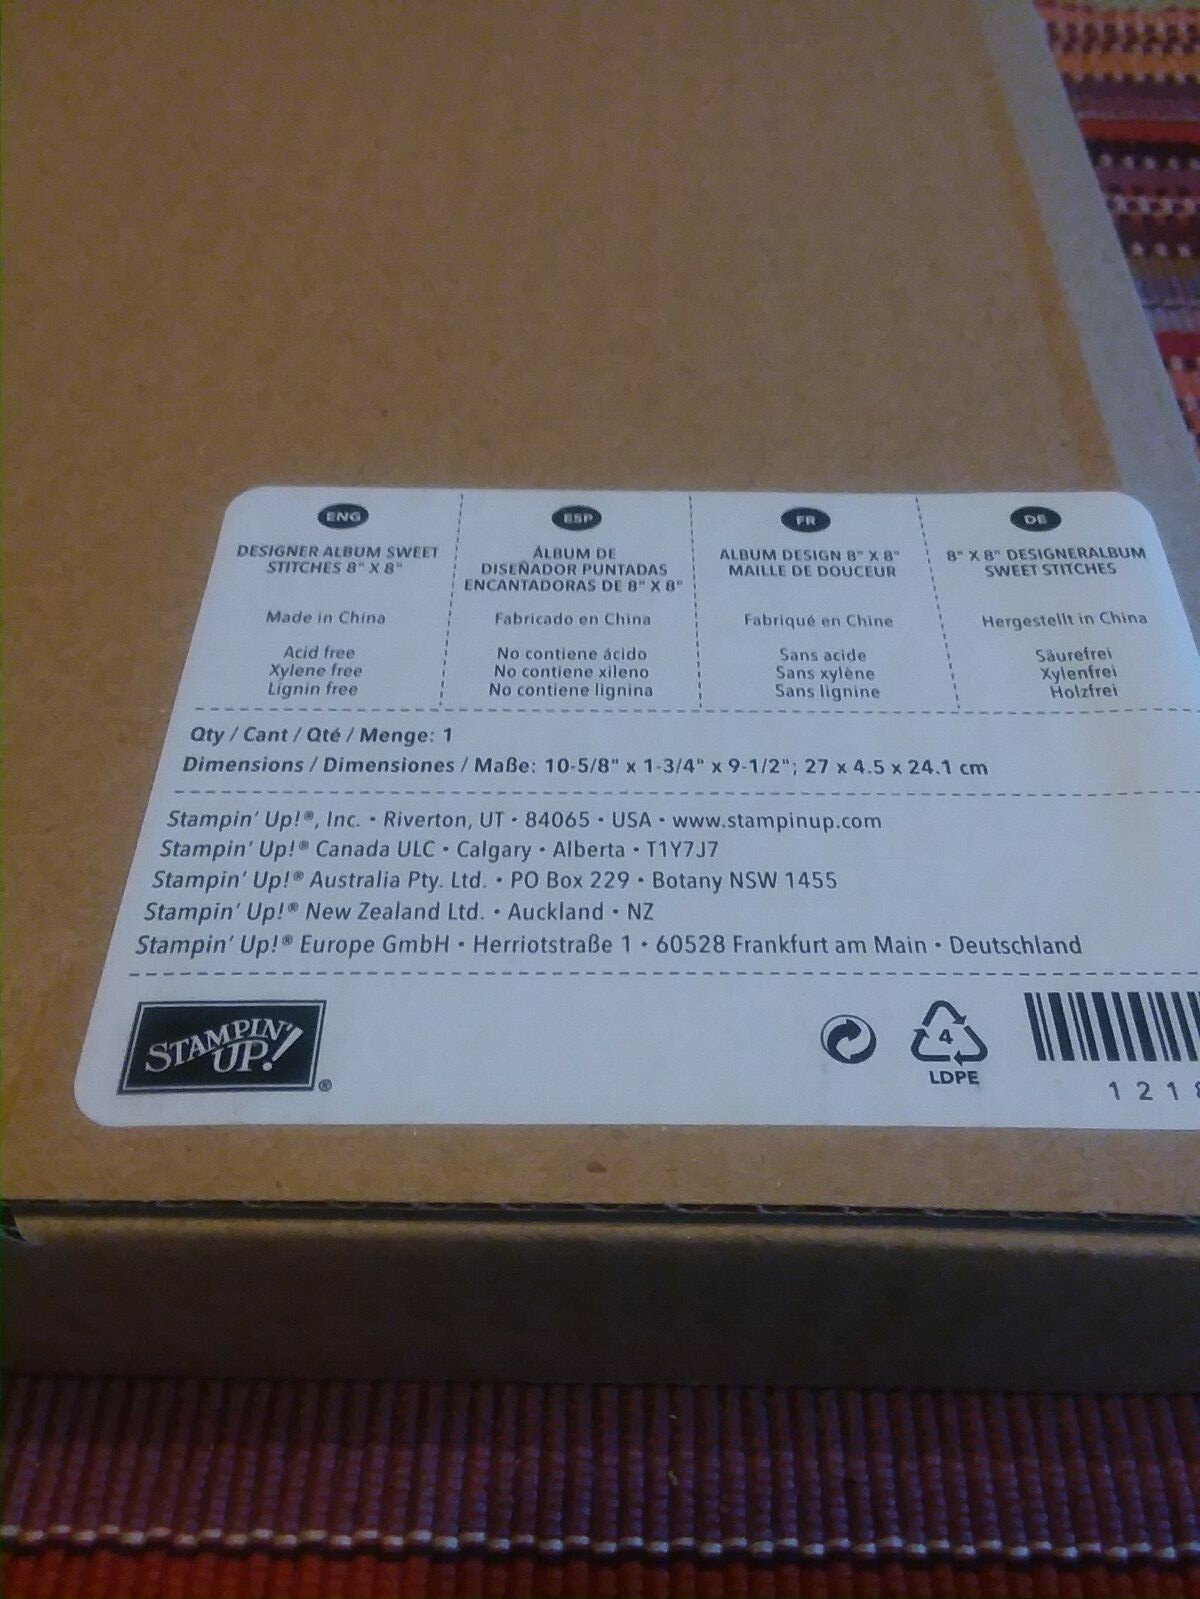 ENG
DESIGNER ALBUM SWEET
STITCHES 8" X 8"
Made in China
Acid free
Xylene free
Lignin free
ESP
ÁLBUM DE
DISEÑADOR PUNTADAS
ENCANTADORAS DE 8" X 8"
Fabricado en China
No contiene ácido
No contiene xileno
No contiene lignina
FR
ALBUM DESIGN 8" X 8"
MAILLE DE DOUCEUR
Fabriqué en Chine
Sans acide
Sans xylène
Sans lignine
DE
8" X 8" DESIGNERALBUM
SWEET STITCHES
Hergestellt in China
Säurefrei
Xylenfrei
Holzfrei
Qty / Cant / Qté / Menge: 1
Dimensions / Dimensiones / Maße: 10-5/8" x 1-3/4" x 9-1/2"; 27 x 4.5 x 24.1 cm
Stampin' Up!®, Inc. • Riverton, UT • 84065 • USA • www.stampinup.com
Stampin' Up!® Canada ULC • Calgary • Alberta • T1Y7J7
Stampin' Up!® Australia Pty. Ltd. • PO Box 229 • Botany NSW 1455
Stampin' Up!® New Zealand Ltd. • Auckland • NZ
Stampin' Up!® Europe GmbH • Herriotstraße 1 • 60528 Frankfurt am Main • Deutschland
STAMPIN'
UP! ®
4
LDPE
1 2 1